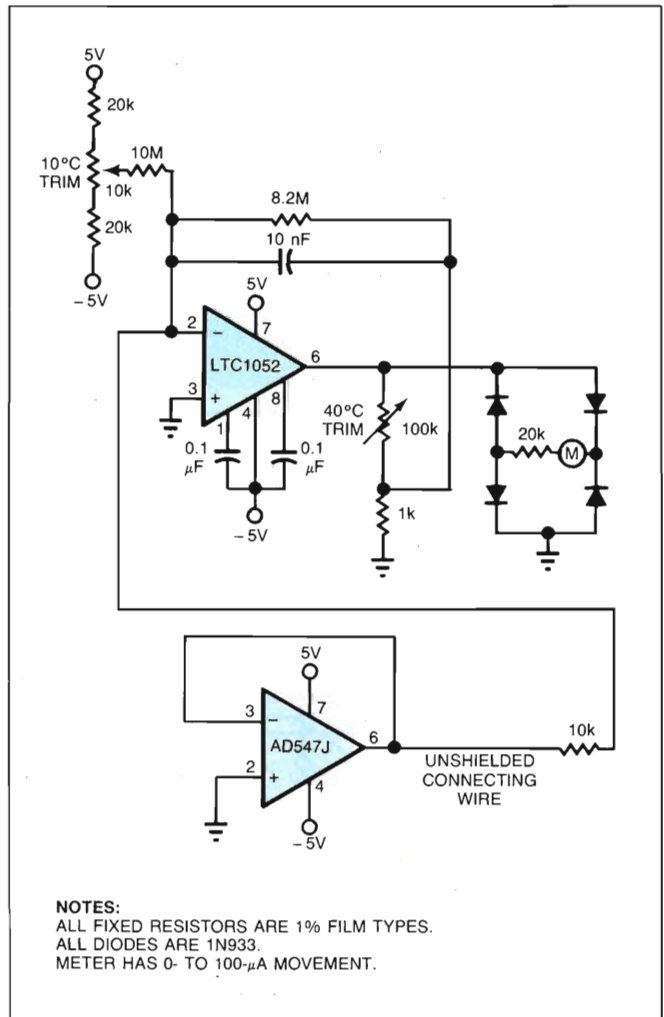 5V
20k
10M
10°C
TRIM
10k
20k
-5V
8.2M
10 nF
5V
2
-
7
LTC1052
6
3
+
4
8
1
0.1
µF
0.1
µF
-5V
40°C
TRIM
100k
1k
20k
M
5V
3
-
7
AD547J
6
2
+
4
-5V
10k
UNSHIELDED
CONNECTING
WIRE
NOTES:
ALL FIXED RESISTORS ARE 1% FILM TYPES.
ALL DIODES ARE 1N933.
METER HAS 0- TO 100-µA MOVEMENT.